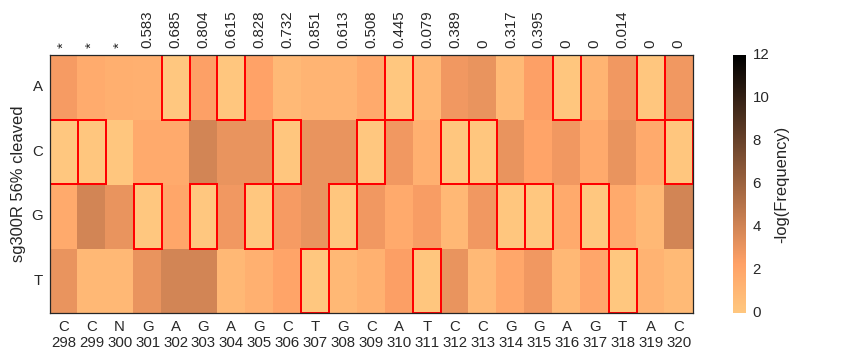 * * * 0.583 0.685 0.804 0.615 0.828 0.732 0.851 0.613 0.508 0.445 0.079 0.389 0 0.317 0.395 0 0 0.014 0 0
sg300R 56% cleaved
A
C
G
T
C C N G A G A G C T G C A T C C G G A G T A C
298 299 300 301 302 303 304 305 306 307 308 309 310 311 312 313 314 315 316 317 318 319 320
12
10
8
6
4
2
0
-log(Frequency)